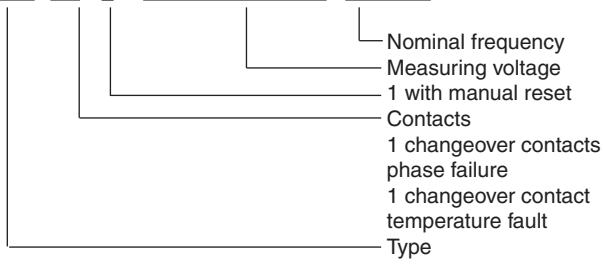 Nominal frequency
Measuring voltage
1 with manual reset
Contacts
1 changeover contacts
phase failure
1 changeover contact
temperature fault
Type